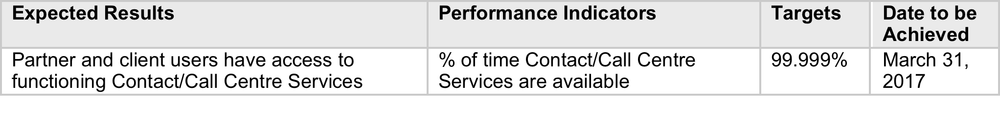 Expected Results
Performance Indicators
Targets
Date to be
Achieved
Partner and client users have access to
functioning Contact/Call Centre Services
% of time Contact/Call Centre
Services are available
99.999%
March 31,
2017